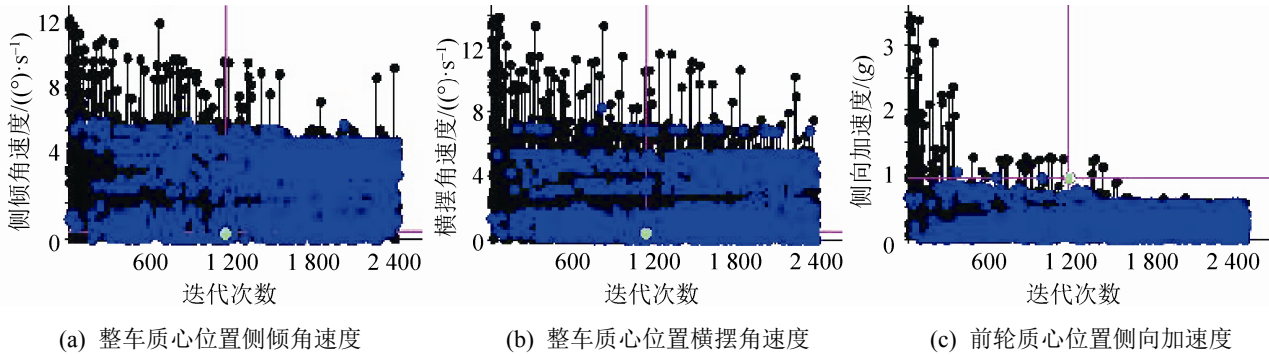 侧倾角速度/((°)·s⁻¹)
12
8
4
0
600
1 200
1 800
2 400
迭代次数
(a) 整车质心位置侧倾角速度
横摆角速度/((°)·s⁻¹)
12
8
4
0
600
1 200
1 800
2 400
迭代次数
(b) 整车质心位置横摆角速度
侧向加速度/(g)
3
2
1
0
600
1 200
1 800
2 400
迭代次数
(c) 前轮质心位置侧向加速度